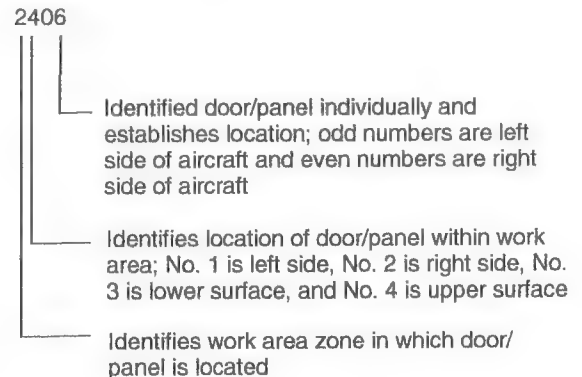 2406
Identified door/panel individually and
establishes location; odd numbers are left
side of aircraft and even numbers are right
side of aircraft
Identifies location of door/panel within work
area; No. 1 is left side, No. 2 is right side, No.
3 is lower surface, and No. 4 is upper surface
Identifies work area zone in which door/
panel is located